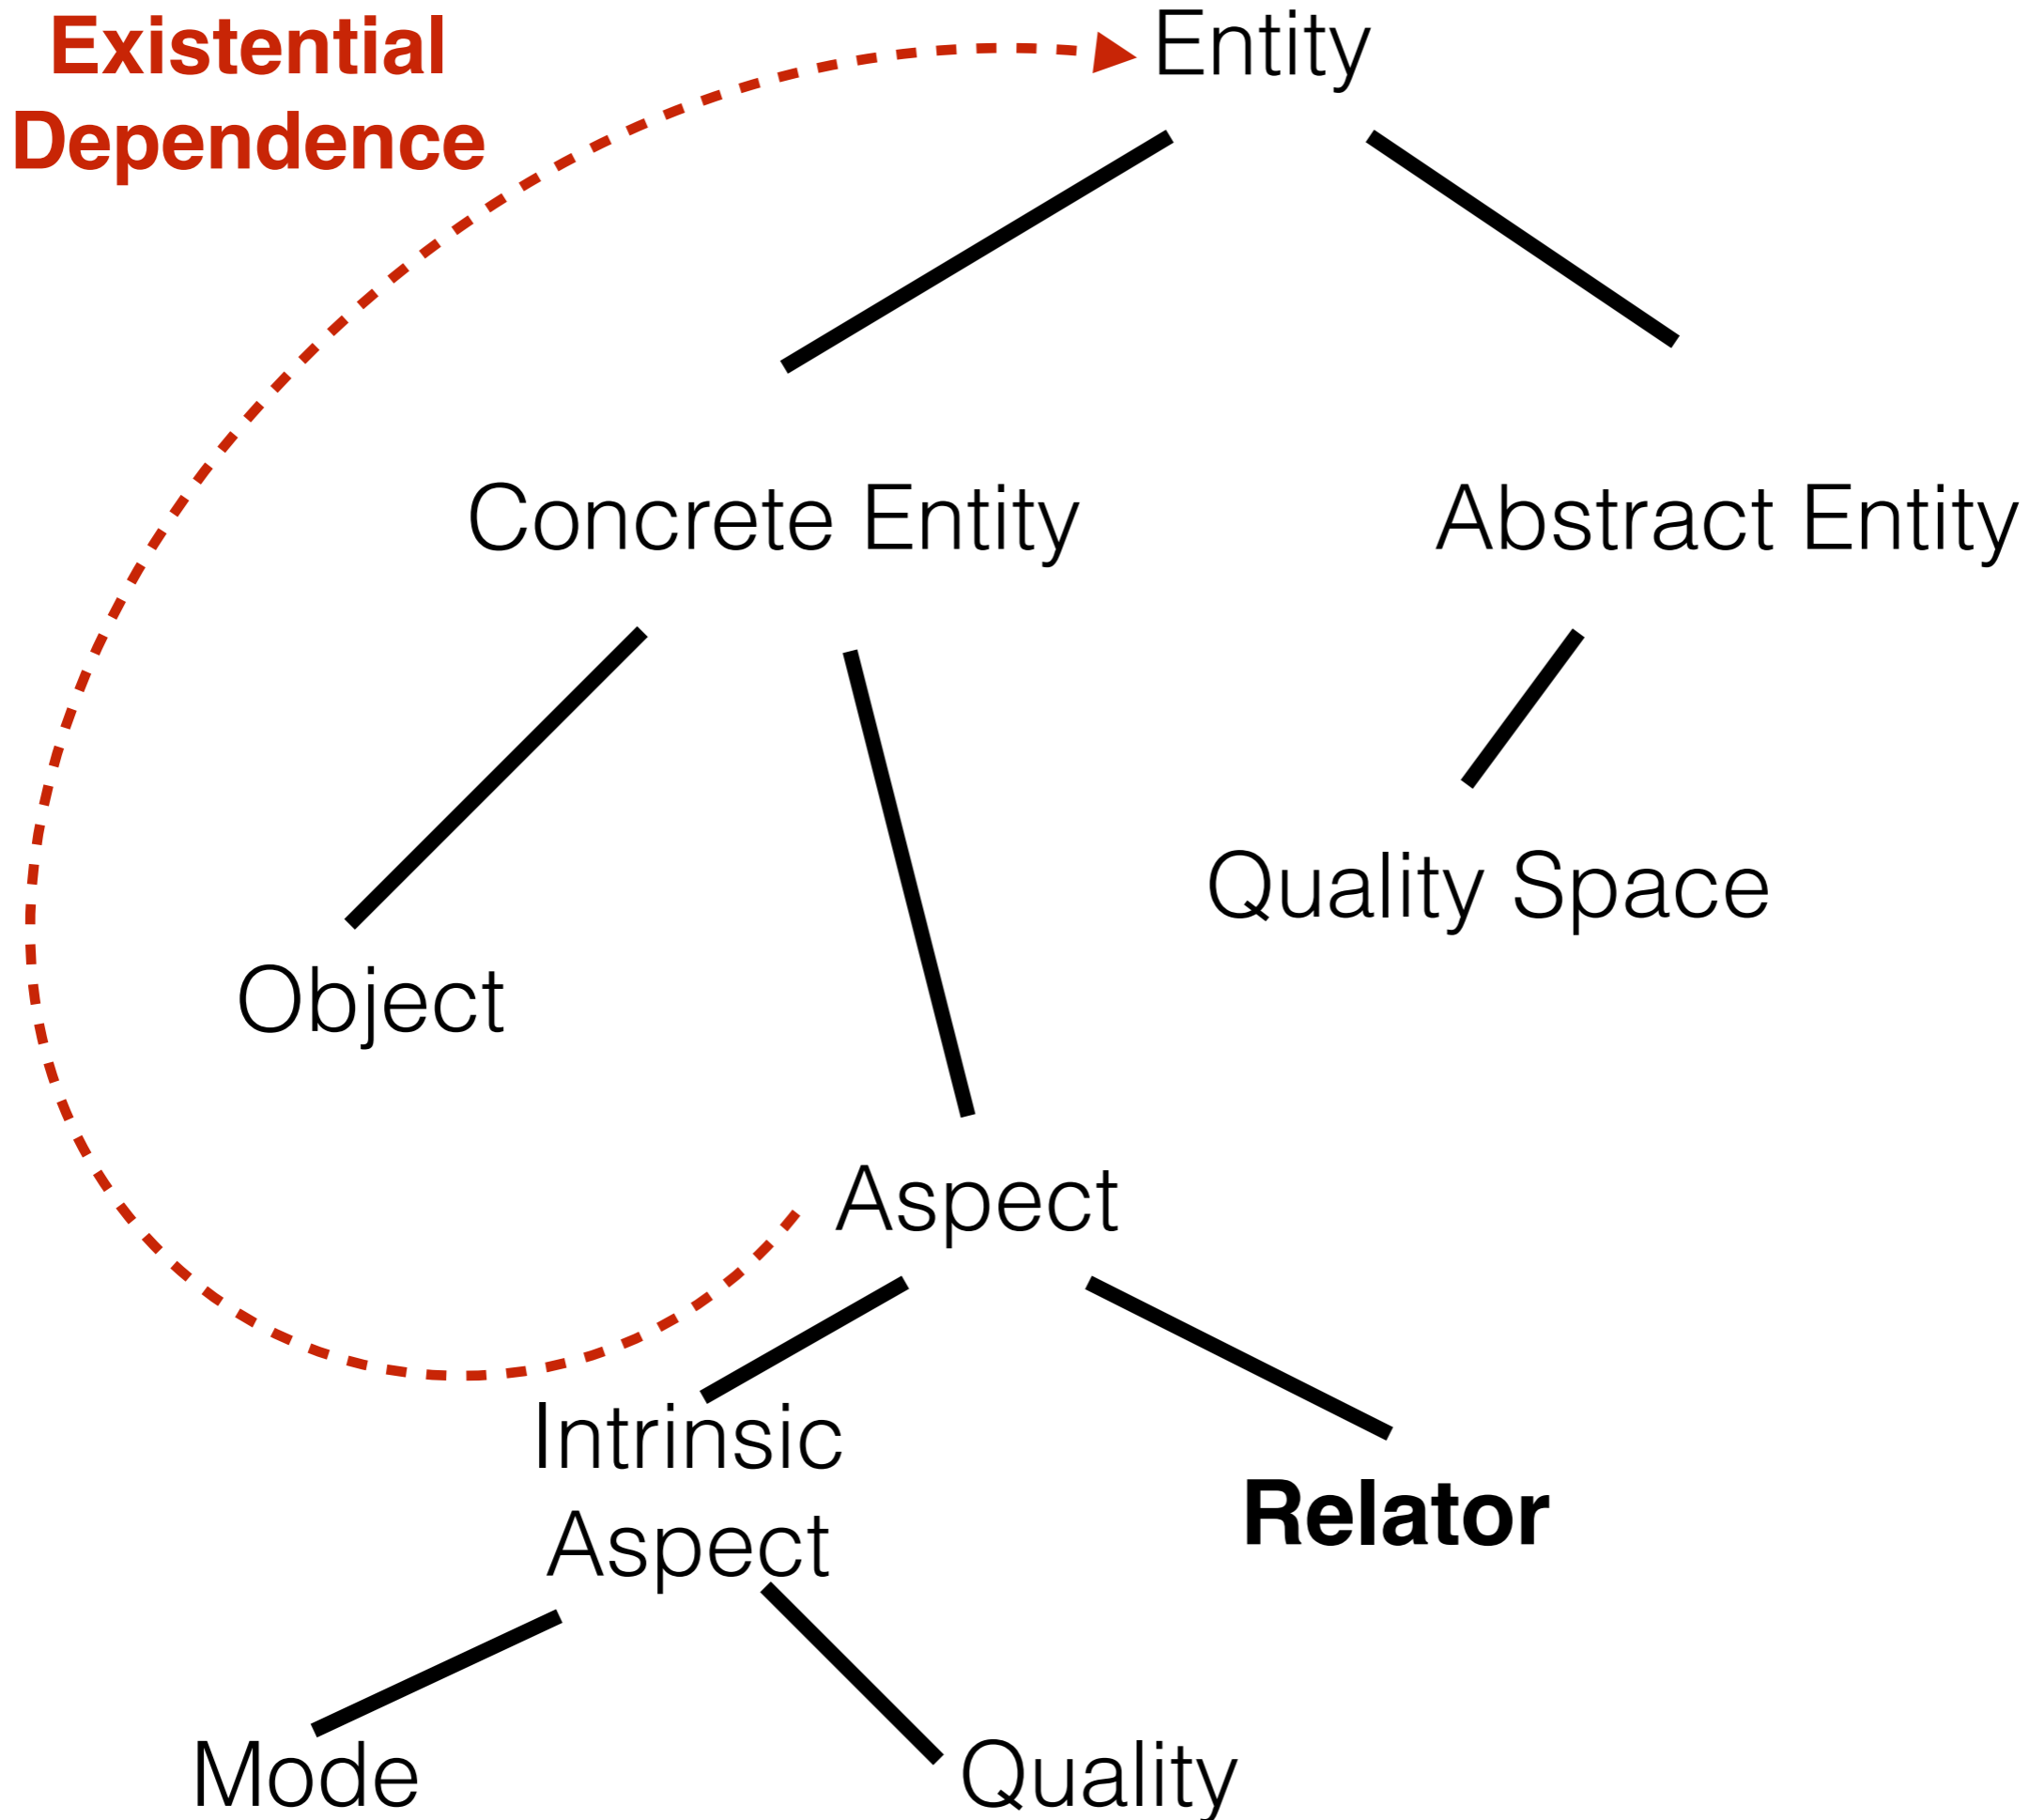 Existential
Dependence
Entity
Concrete Entity
Abstract Entity
Quality Space
Object
Aspect
Intrinsic
Aspect
Relator
Mode
Quality